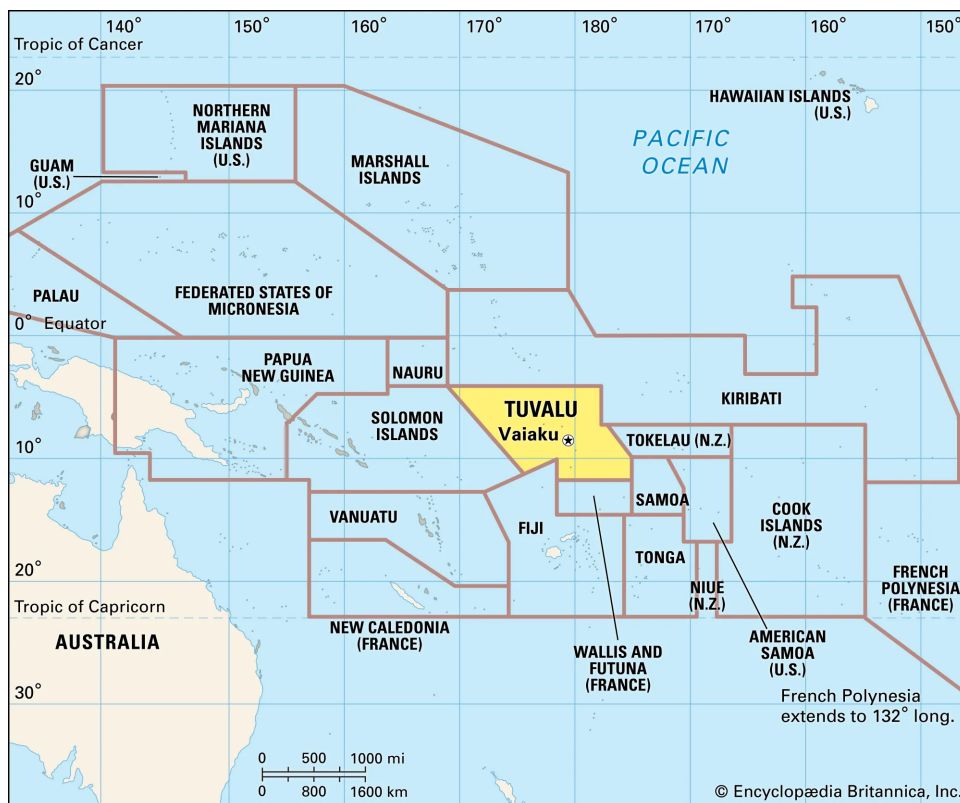 140° 150° 160° 170° 180° 170° 160° 150°
Tropic of Cancer
20°
HAWAIIAN ISLANDS
(U.S.)
NORTHERN
MARIANA
ISLANDS
(U.S.)
PACIFIC
OCEAN
GUAM
(U.S.)
MARSHALL
ISLANDS
10°
PALAU
FEDERATED STATES OF
MICRONESIA
0° Equator
PAPUA
NEW GUINEA
NAURU
KIRIBATI
SOLOMON
ISLANDS
TUVALU
Vaiaku
TOKELAU (N.Z.)
10°
SAMOA
COOK
ISLANDS
(N.Z.)
VANUATU
FIJI
TONGA
20°
NIUE
(N.Z.)
FRENCH
POLYNESIA
(FRANCE)
Tropic of Capricorn
AUSTRALIA
NEW CALEDONIA
(FRANCE)
WALLIS AND
FUTUNA
(FRANCE)
AMERICAN
SAMOA
(U.S.)
30°
French Polynesia
extends to 132° long.
0 500 1000 mi
0 800 1600 km
© Encyclopædia Britannica, Inc.